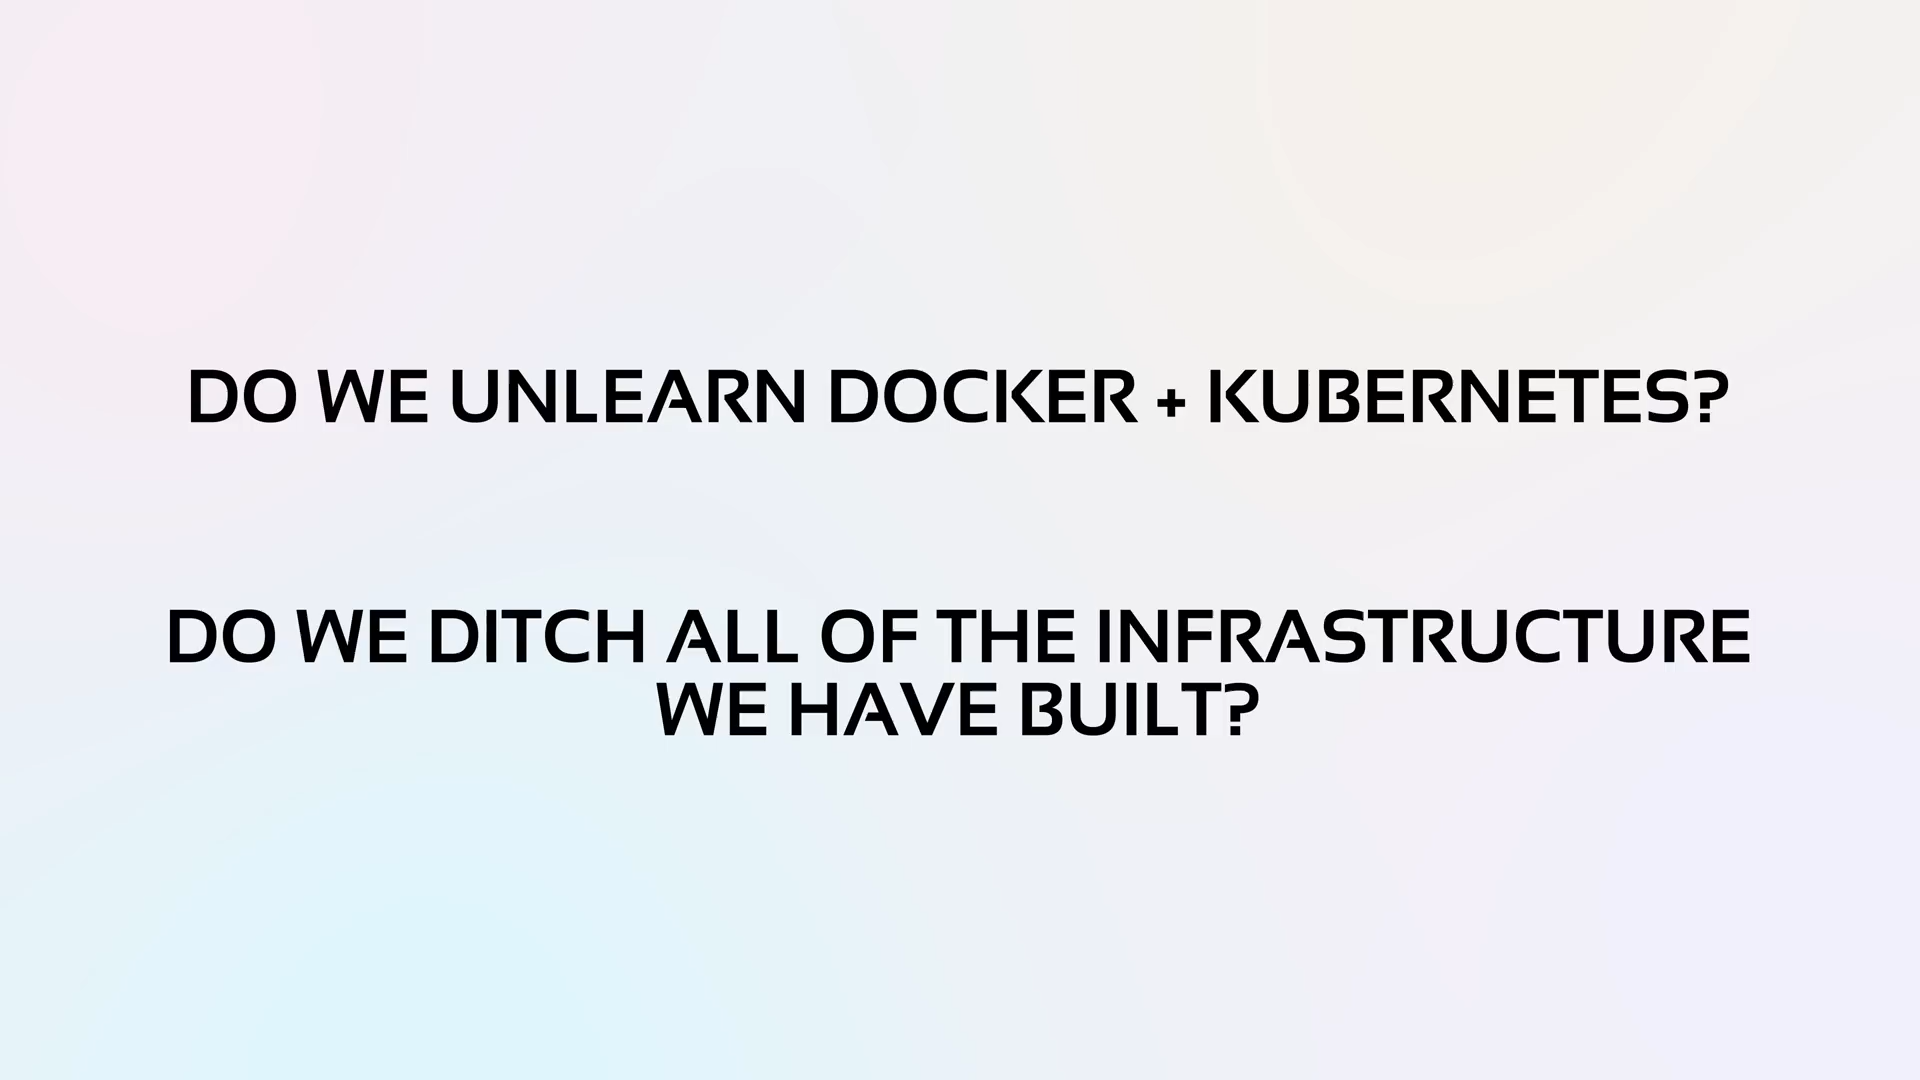 DO WE UNLEARN DOCKER + KUBERNETES?
DO WE DITCH ALL OF THE INFRASTRUCTURE
WE HAVE BUILT?